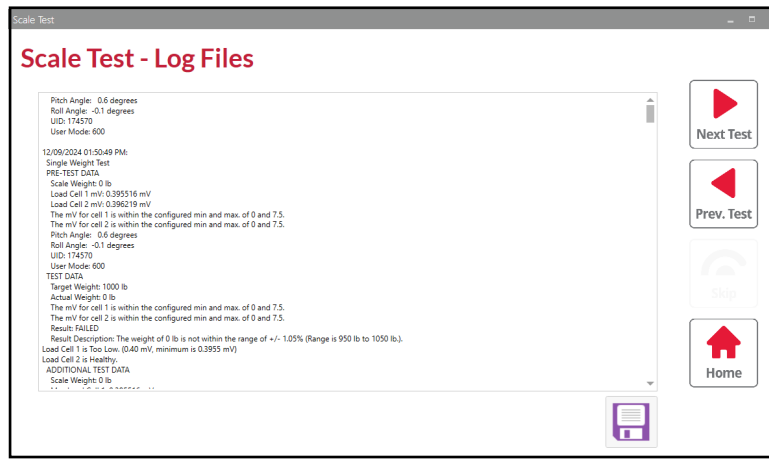 Scale Test
Scale Test - Log Files
Pitch Angle: 0.6 degrees
Roll Angle: -0.1 degrees
UID: 174570
User Mode: 600
12/09/2024 01:50:49 PM:
Single Weight Test
PRE-TEST DATA
Scale Weight: 0 lb
Load Cell 1 mV: 0.395516 mV
Load Cell 2 mV: 0.396219 mV
The mV for cell 1 is within the configured min and max. of 0 and 7.5.
The mV for cell 2 is within the configured min and max. of 0 and 7.5.
Pitch Angle: 0.6 degrees
Roll Angle: -0.1 degrees
UID: 174570
User Mode: 600
TEST DATA
Target Weight: 1000 lb
Actual Weight: 0 lb
The mV for cell 1 is within the configured min and max. of 0 and 7.5.
The mV for cell 2 is within the configured min and max. of 0 and 7.5.
Result: FAILED
Result Description: The weight of 0 lb is not within the range of +/- 1.05% (Range is 950 lb to 1050 lb.).
Load Cell 1 is Too Low. (0.40 mV, minimum is 0.3955 mV)
Load Cell 2 is Healthy.
ADDITIONAL TEST DATA
Scale Weight: 0 lb
Next Test
Prev. Test
Skip
Home